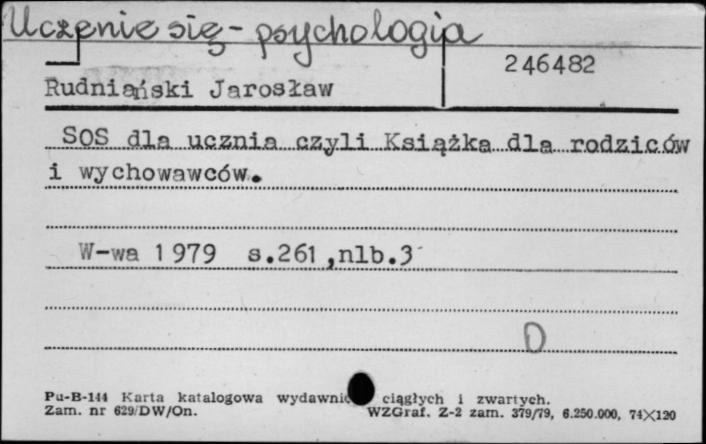 Uczenie się - psychologia
246482
Rudniański Jarosław
SOS dla ucznia czyli Książka dla rodziców
i wychowawców.
W-wa 1979 s.261,nlb.3
D
Pu-B-144 Karta katalogowa ciągłych i zwartych.
Zam. nr 629/DW/On. WZGraf. Z-2 zam. 379/79, 6.250.000, 74X120